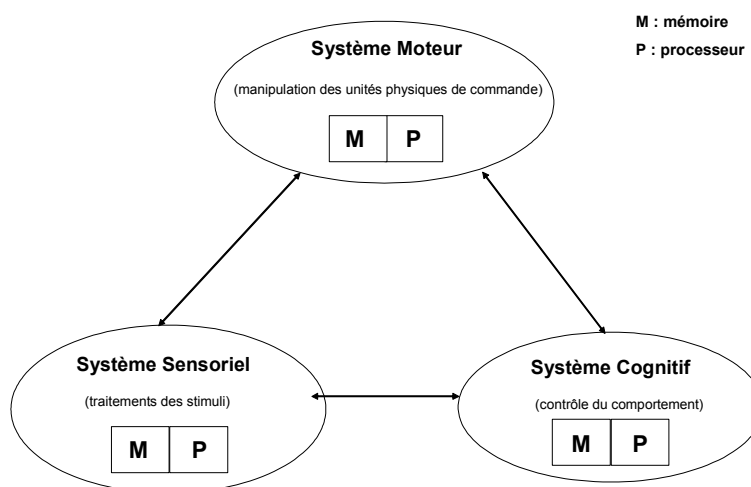 M : mémoire
P : processeur
Système Moteur
(manipulation des unités physiques de commande)
M P
Système Sensoriel
(traitements des stimuli)
M P
Système Cognitif
(contrôle du comportement)
M P